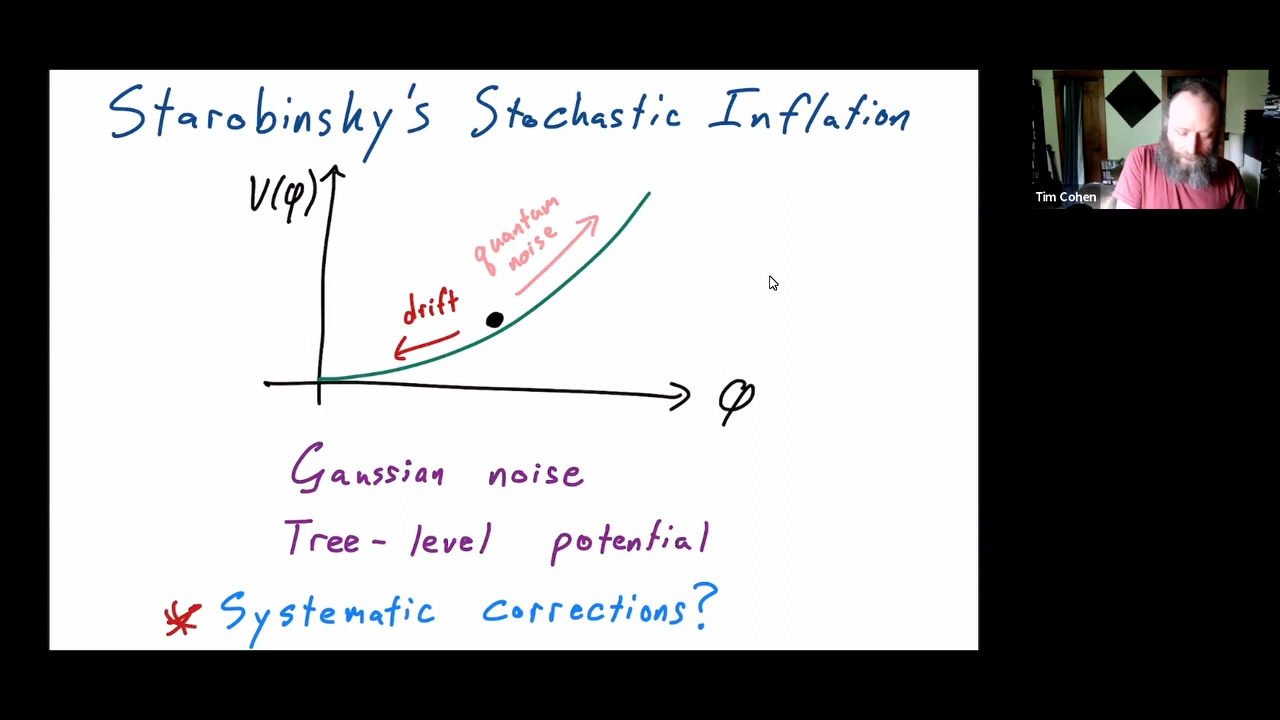 Starobinsky's Stochastic Inflation
V(φ)
quantum
noise
drift
φ
Gaussian noise
Tree-level potential
* Systematic corrections?
Tim Cohen